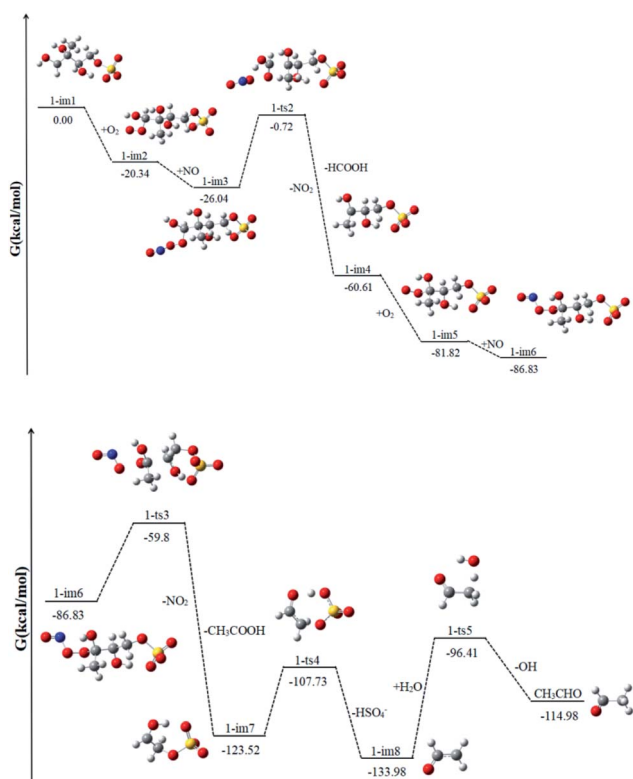 G(kcal/mol)
1-im1
0.00
+O₂
1-im2
-20.34
+NO
1-im3
-26.04
1-ts2
-0.72
-HCOOH
-NO₂
1-im4
-60.61
+O₂
1-im5
-81.82
+NO
1-im6
-86.83
G(kcal/mol)
1-im6
-86.83
1-ts3
-59.8
-NO₂
-CH₃COOH
1-im7
-123.52
1-ts4
-107.73
-HSO₄⁻
1-im8
-133.98
+H₂O
1-ts5
-96.41
-OH
CH₃CHO
-114.98